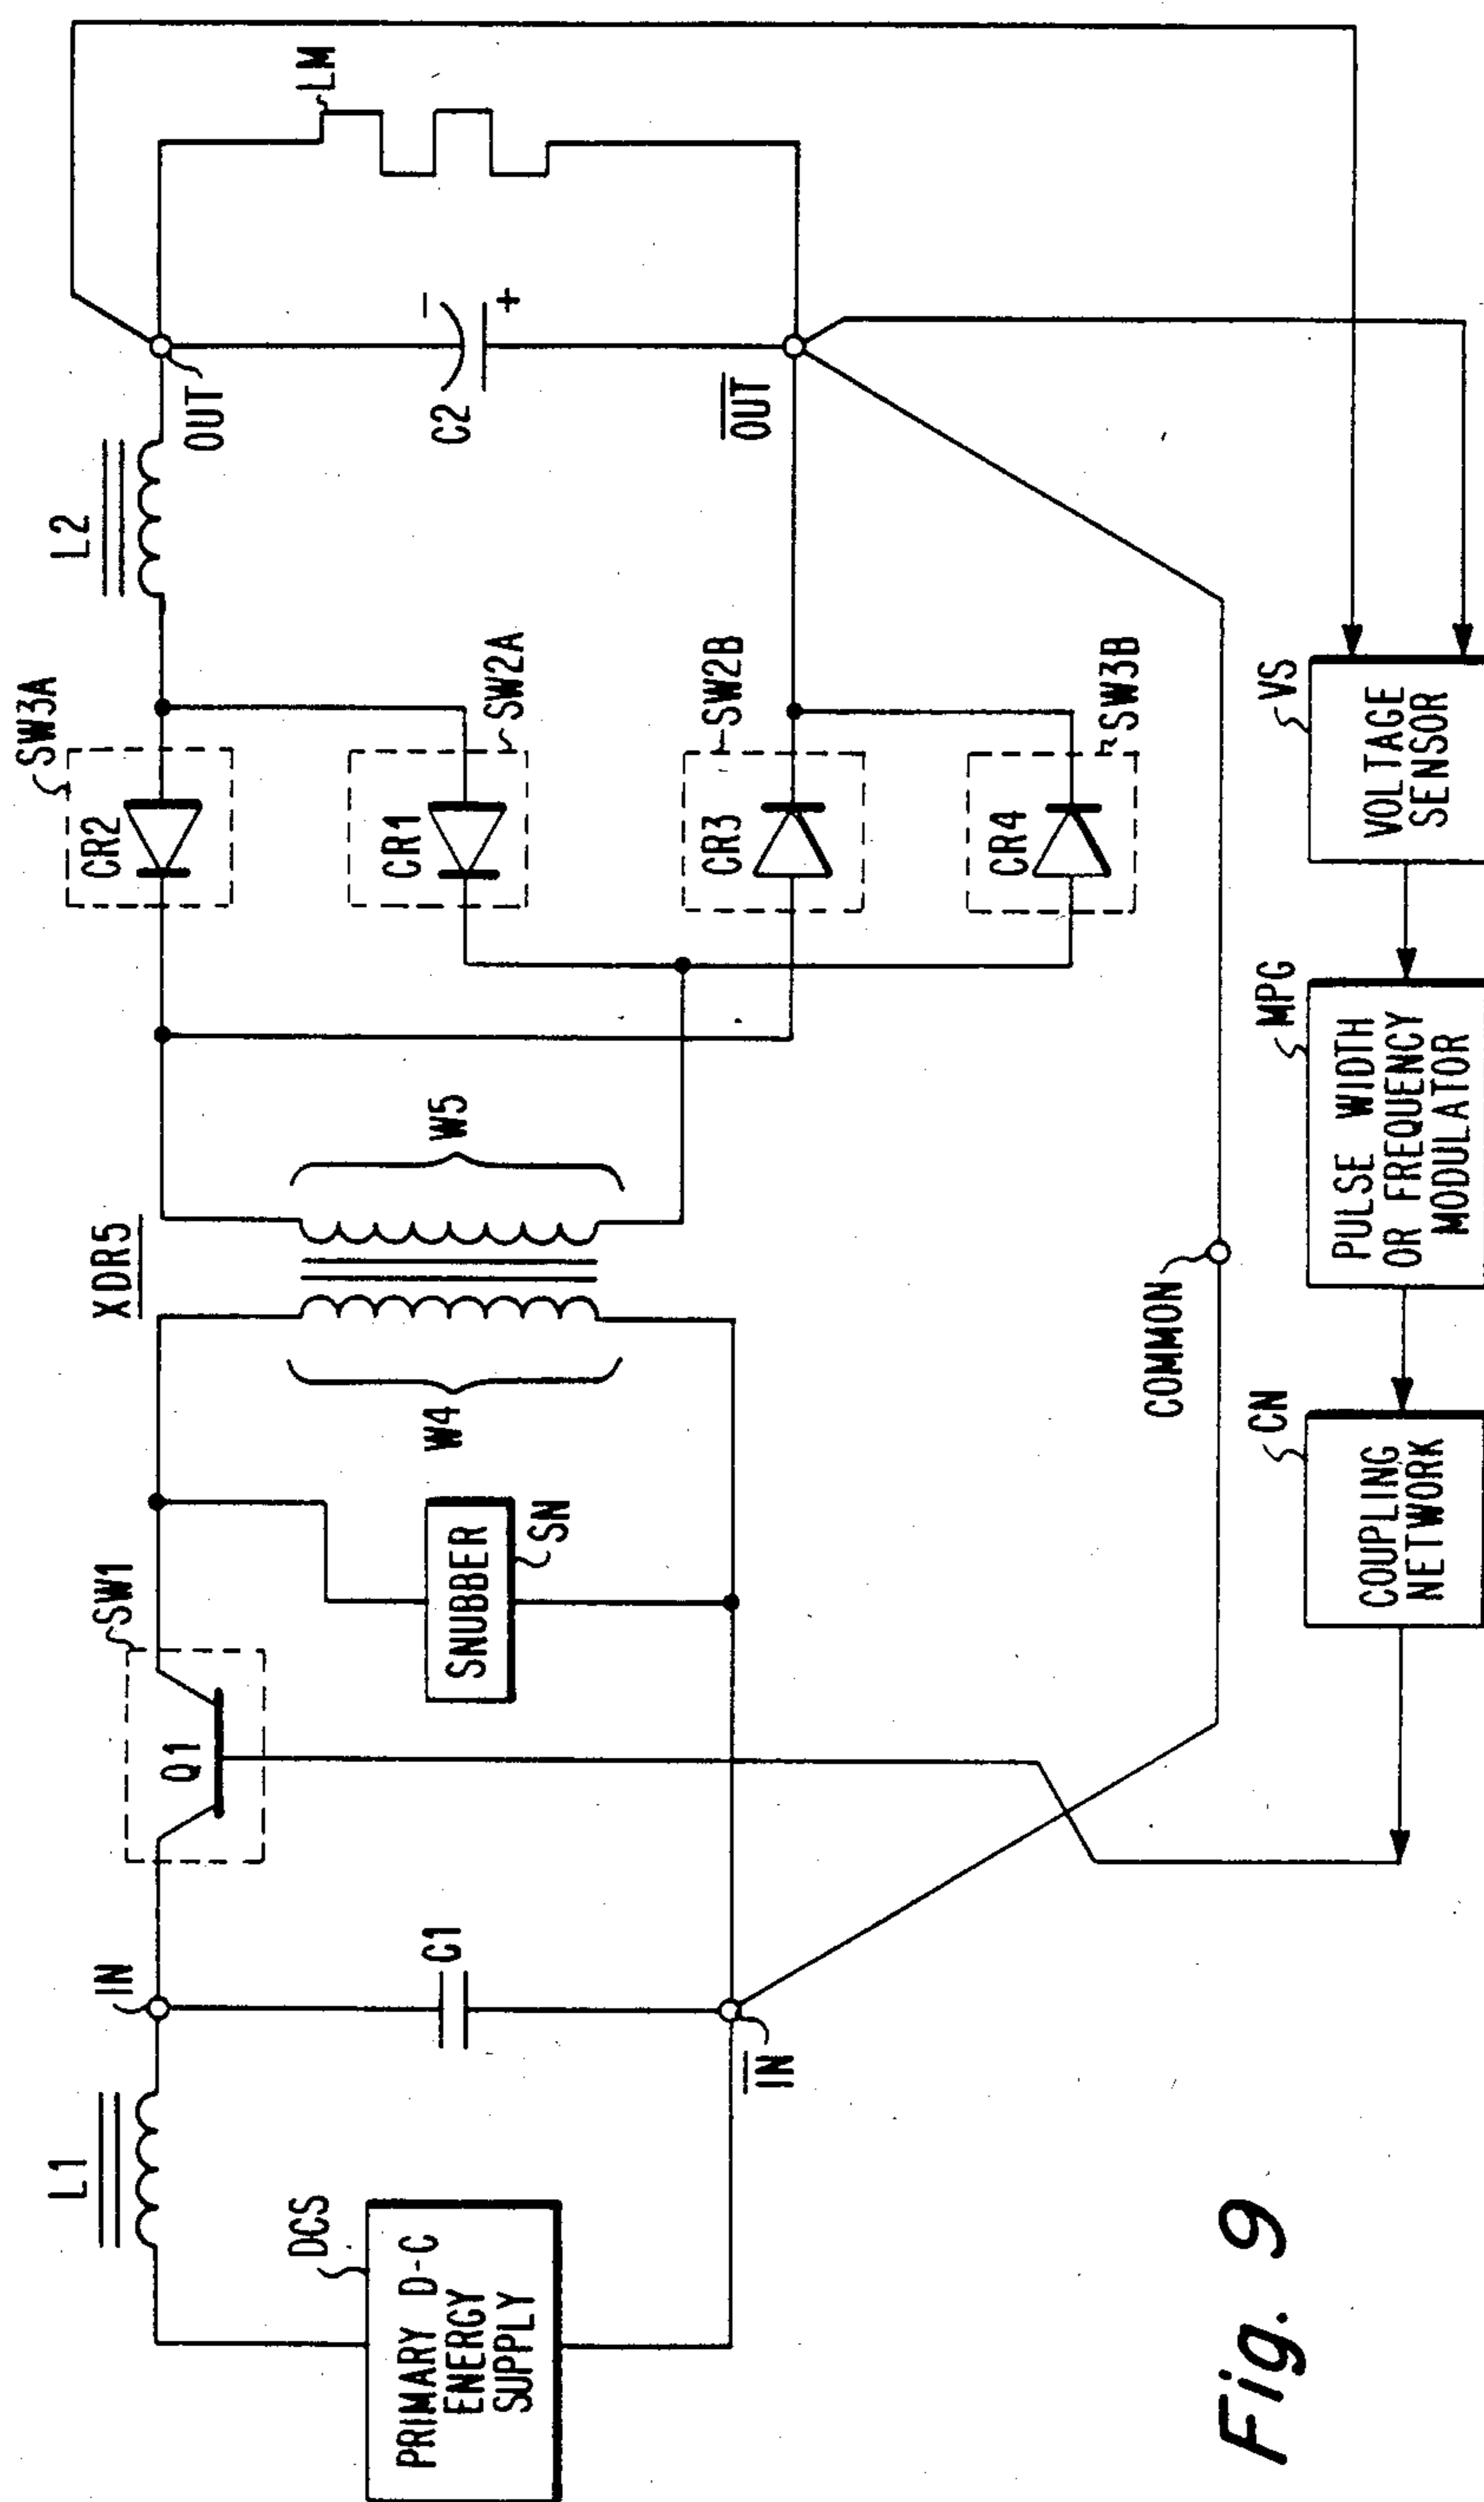 L1
IN
SW1
XDR5
SW3A
L2
LM
DCS
PRIMARY D-C
ENERGY
SUPPLY
C1
IN
Q1
SNUBBER
SN
W4
W5
CR2
CR1
SW2A
CR3
SW2B
CR4
SW3B
OUT
C2
−
+
OUT
COMMON
CN
COUPLING
NETWORK
MPG
PULSE WIDTH
OR FREQUENCY
MODULATOR
VS
VOLTAGE
SENSOR
Fig. 9